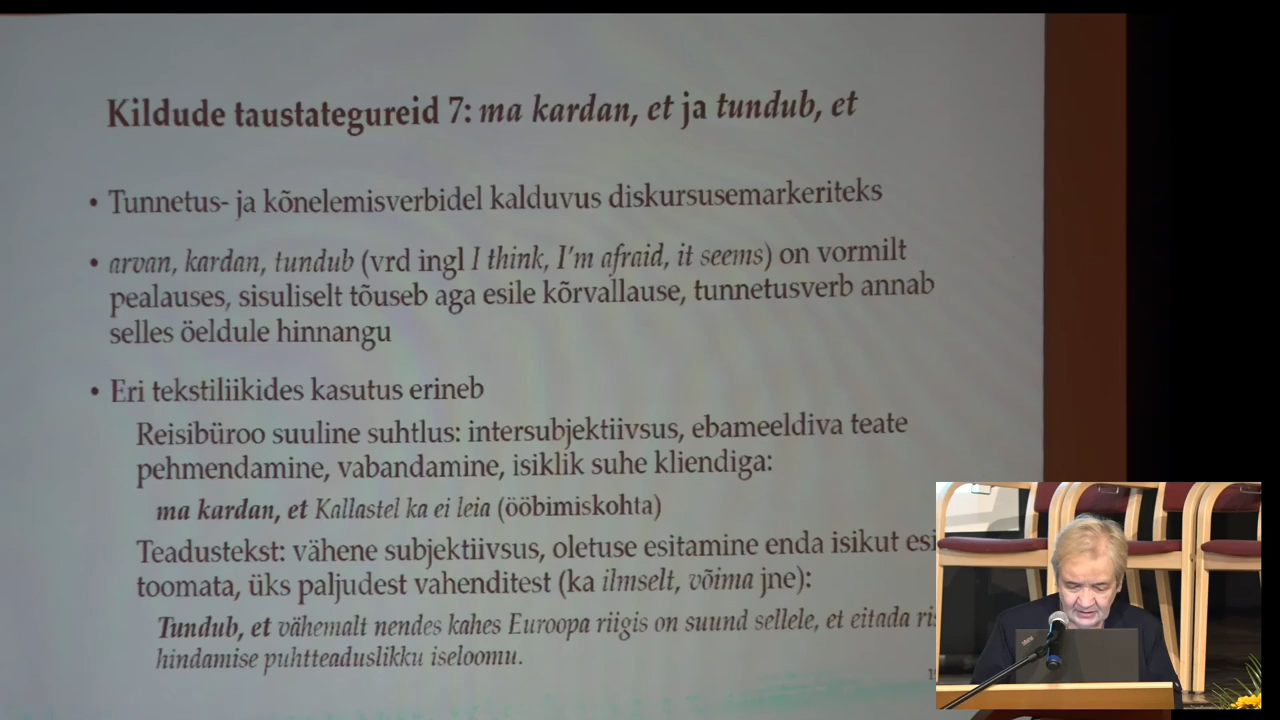 Kildude taustategureid 7: ma kardan, et ja tundub, et
• Tunnetus- ja kõnelemisverbidel kalduvus diskursusemarkeriteks
• arvan, kardan, tundub (vrd ingl I think, I'm afraid, it seems) on vormilt
pealauses, sisuliselt tõuseb aga esile kõrvallause, tunnetusverb annab
selles öeldule hinnangu
• Eri tekstiliikides kasutus erineb
Reisibüroo suuline suhtlus: intersubjektiivsus, ebameeldiva teate
pehmendamine, vabandamine, isiklik suhe kliendiga:
ma kardan, et Kallastel ka ei leia (ööbimiskohta)
Teadustekst: vähene subjektiivsus, oletuse esitamine enda isikut
toomata, üks paljudest vahenditest (ka ilmselt, võima jne):
Tundub, et vähemalt nendes kahes Euroopa riigis on suund sellele, et eitada
hindamise puhtteaduslikku iseloomu.